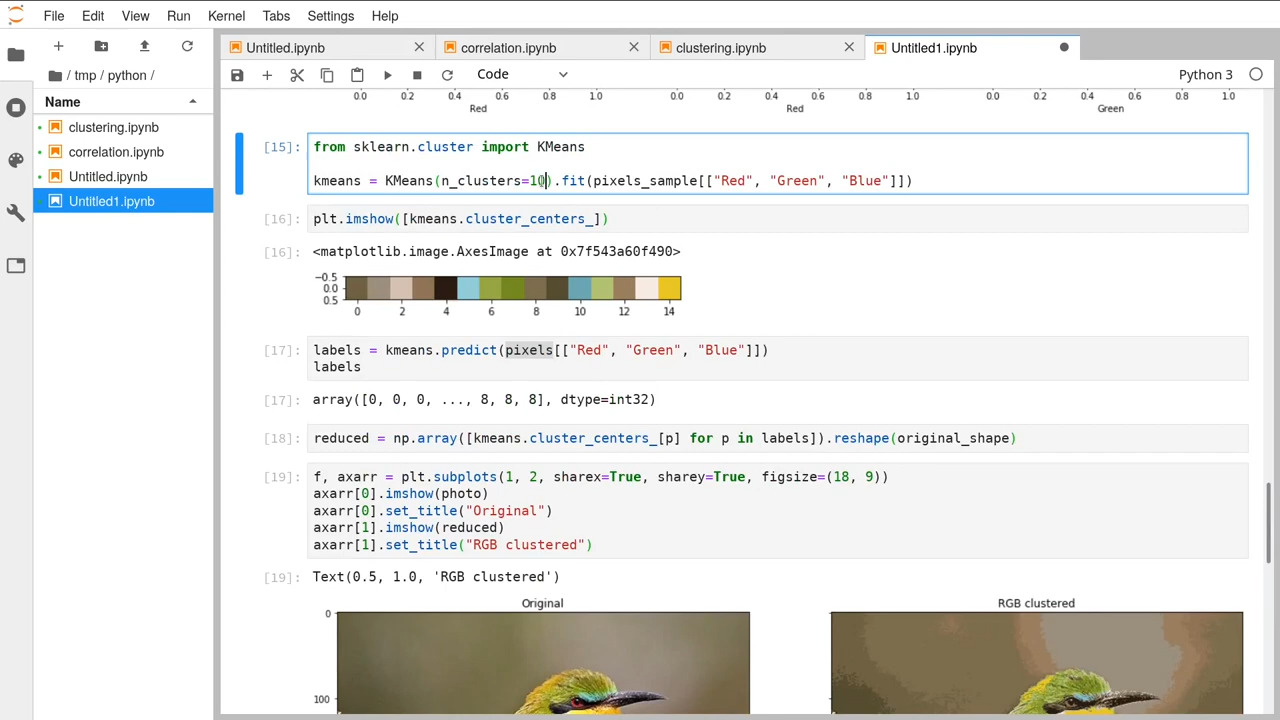 File Edit View Run Kernel Tabs Settings Help
Untitled.ipynb
correlation.ipynb
clustering.ipynb
Untitled1.ipynb
/ tmp / python /
Code
Python 3
Name
clustering.ipynb
correlation.ipynb
Untitled.ipynb
Untitled1.ipynb
0.0 0.2 0.4 0.6 0.8 1.0 0.0 0.2 0.4 0.6 0.8 1.0 0.0 0.2 0.4 0.6 0.8 1.0
Red Red Green
[15]: from sklearn.cluster import KMeans
kmeans = KMeans(n_clusters=10).fit(pixels_sample[["Red", "Green", "Blue"]])
[16]: plt.imshow([kmeans.cluster_centers_])
[16]: <matplotlib.image.AxesImage at 0x7f543a60f490>
−0.5
0.0
0.5
0 2 4 6 8 10 12 14
[17]: labels = kmeans.predict(pixels[["Red", "Green", "Blue"]])
labels
[17]: array([0, 0, 0, ..., 8, 8, 8], dtype=int32)
[18]: reduced = np.array([kmeans.cluster_centers_[p] for p in labels]).reshape(original_shape)
[19]: f, axarr = plt.subplots(1, 2, sharex=True, sharey=True, figsize=(18, 9))
axarr[0].imshow(photo)
axarr[0].set_title("Original")
axarr[1].imshow(reduced)
axarr[1].set_title("RGB clustered")
[19]: Text(0.5, 1.0, 'RGB clustered')
Original RGB clustered
0
100